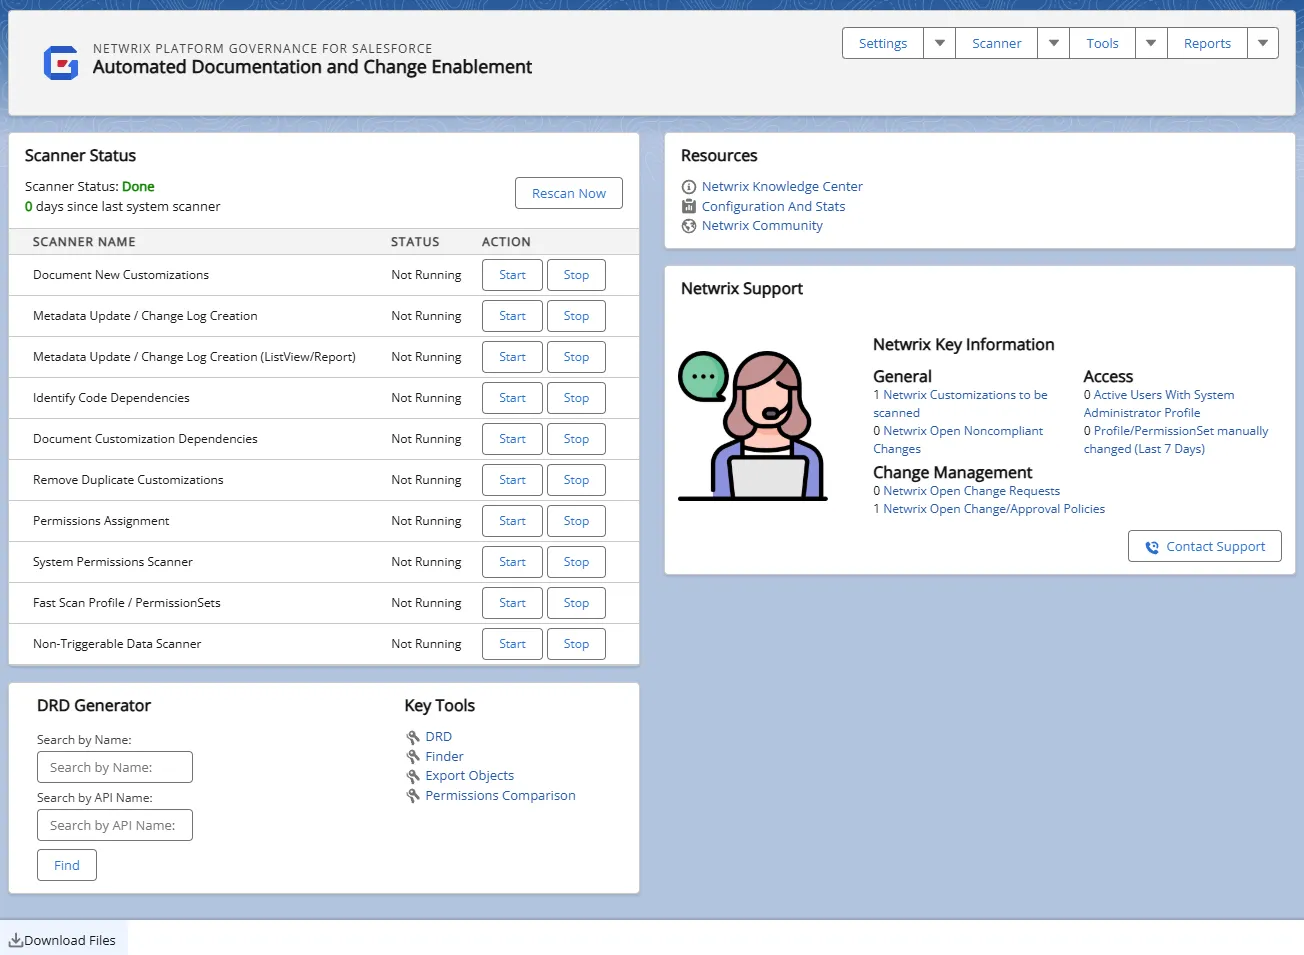 NETWRIX PLATFORM GOVERNANCE FOR SALESFORCE
Automated Documentation and Change Enablement
Settings
Scanner
Tools
Reports
Scanner Status
Scanner Status: Done
0 days since last system scanner
Rescan Now
SCANNER NAME STATUS ACTION
Document New Customizations Not Running Start Stop
Metadata Update / Change Log Creation Not Running Start Stop
Metadata Update / Change Log Creation (ListView/Report) Not Running Start Stop
Identify Code Dependencies Not Running Start Stop
Document Customization Dependencies Not Running Start Stop
Remove Duplicate Customizations Not Running Start Stop
Permissions Assignment Not Running Start Stop
System Permissions Scanner Not Running Start Stop
Fast Scan Profile / PermissionSets Not Running Start Stop
Non-Triggerable Data Scanner Not Running Start Stop
DRD Generator
Search by Name:
Search by Name:
Search by API Name:
Search by API Name:
Find
Key Tools
DRD
Finder
Export Objects
Permissions Comparison
Resources
Netwrix Knowledge Center
Configuration And Stats
Netwrix Community
Netwrix Support
Netwrix Key Information
General
1 Netwrix Customizations to be
scanned
0 Netwrix Open Noncompliant
Changes
Access
0 Active Users With System
Administrator Profile
0 Profile/PermissionSet manually
changed (Last 7 Days)
Change Management
0 Netwrix Open Change Requests
1 Netwrix Open Change/Approval Policies
Contact Support
Download Files